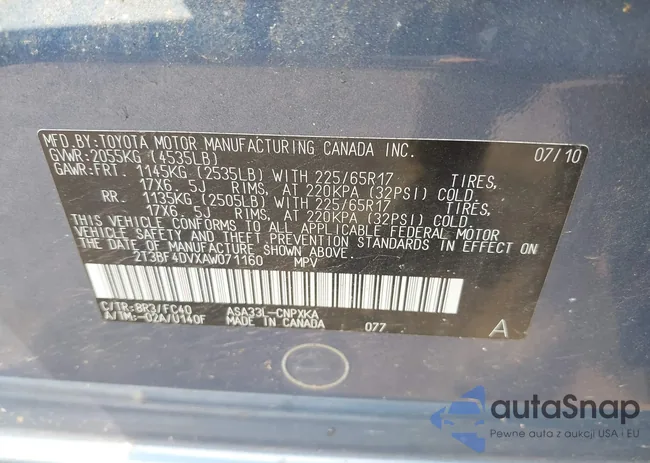 MFD.BY:TOYOTA MOTOR MANUFACTURING CANADA INC. 07/10
GVWR:2055KG (4535LB)
GAWR:FRT. 1145KG (2535LB) WITH 225/65R17 TIRES,
17X6. 5J RIMS, AT 220KPA (32PSI) COLD.
RR. 1135KG (2505LB) WITH 225/65R17 TIRES,
17X6. 5J RIMS, AT 220KPA (32PSI) COLD.
THIS VEHICLE CONFORMS TO ALL APPLICABLE FEDERAL MOTOR
VEHICLE SAFETY AND THEFT PREVENTION STANDARDS IN EFFECT ON
THE DATE OF MANUFACTURE SHOWN ABOVE.
2T3BF4DVXAW071160 MPV
C/TR:8R3/FC40 ASA33L-CNPXKA
A/TM:-02A/U140F MADE IN CANADA 077 A
autaSnap
Pewne auta z aukcji USA i EU